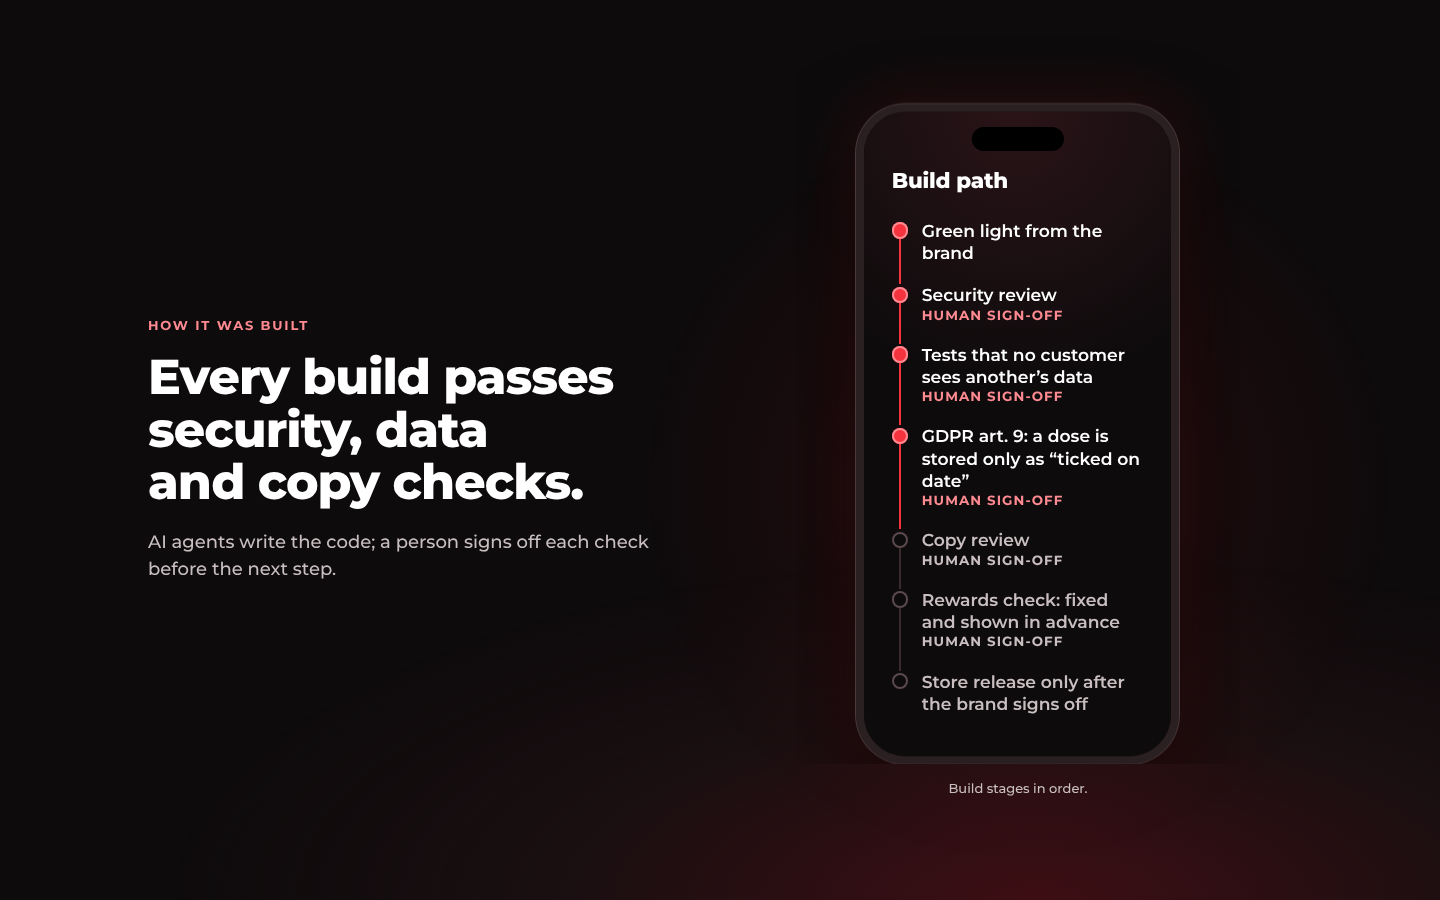 HOW IT WAS BUILT
Every build passes
security, data
and copy checks.
AI agents write the code; a person signs off each check
before the next step.
Build path
Green light from the
brand
Security review
HUMAN SIGN-OFF
Tests that no customer
sees another’s data
HUMAN SIGN-OFF
GDPR art. 9: a dose is
stored only as “ticked on
date”
HUMAN SIGN-OFF
Copy review
HUMAN SIGN-OFF
Rewards check: fixed
and shown in advance
HUMAN SIGN-OFF
Store release only after
the brand signs off
Build stages in order.